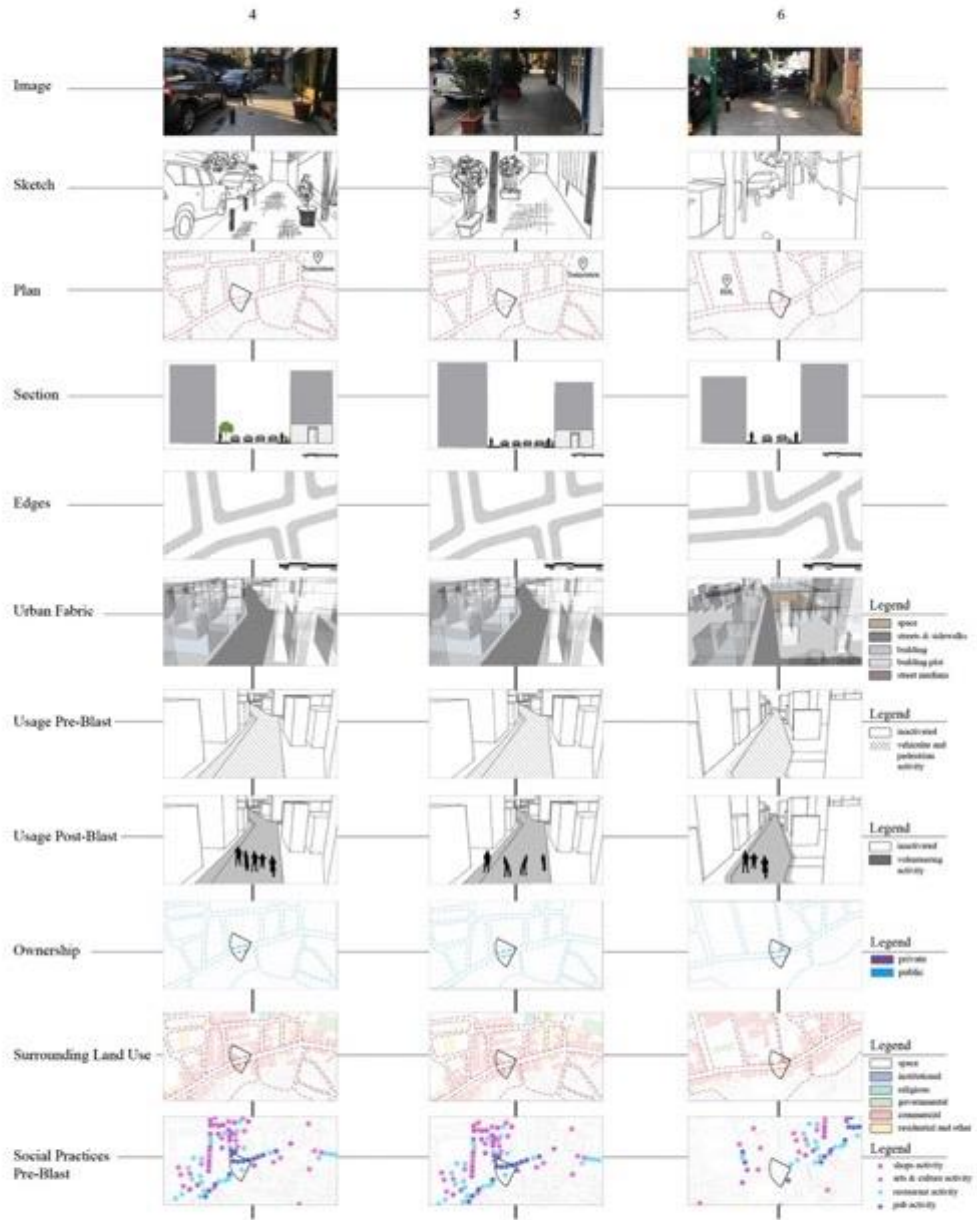 4 5 6
Image
Sketch
Plan
Section
Edges
Urban Fabric
Legend
space
streets & sidewalks
building
building plot
street medians
Usage Pre-Blast
Legend
inactivated
vehicular and
pedestrian
activity
Usage Post-Blast
Legend
inactivated
volunteering
activity
Ownership
Legend
private
public
Surrounding Land Use
Legend
space
institutional
religious
governmental
commercial
residential and other
Social Practices
Pre-Blast
Legend
shops activity
arts & culture activity
restaurant activity
pub activity